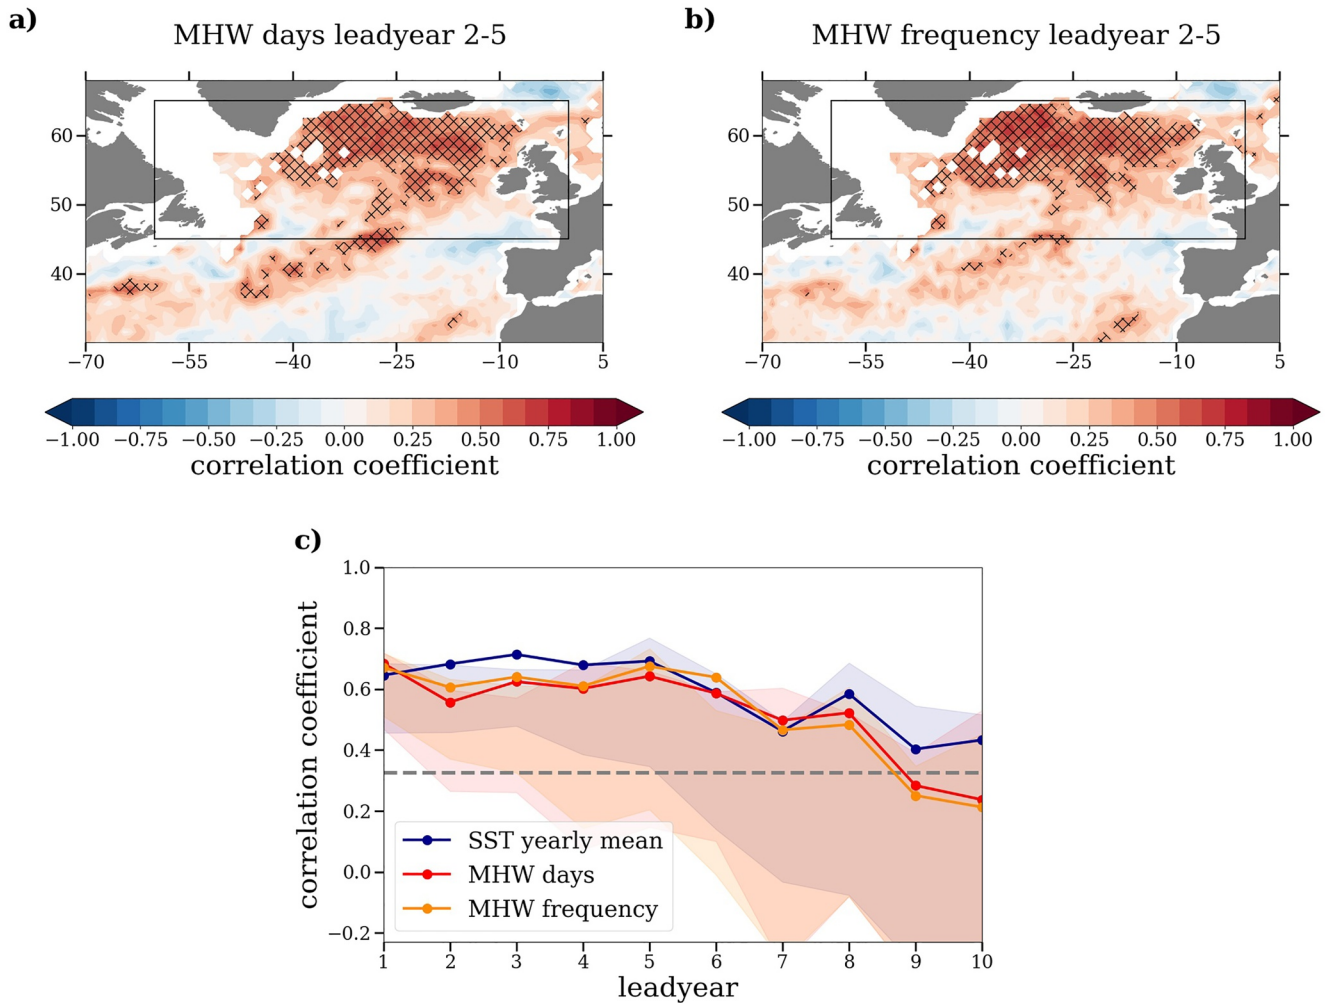 a)
MHW days leadyear 2-5
60
50
40
−70 −55 −40 −25 −10 5
−1.00 −0.75 −0.50 −0.25 0.00 0.25 0.50 0.75 1.00
correlation coefficient
b)
MHW frequency leadyear 2-5
60
50
40
−70 −55 −40 −25 −10 5
−1.00 −0.75 −0.50 −0.25 0.00 0.25 0.50 0.75 1.00
correlation coefficient
c)
correlation coefficient
1.0
0.8
0.6
0.4
0.2
0.0
−0.2
SST yearly mean
MHW days
MHW frequency
1 2 3 4 5 6 7 8 9 10
leadyear